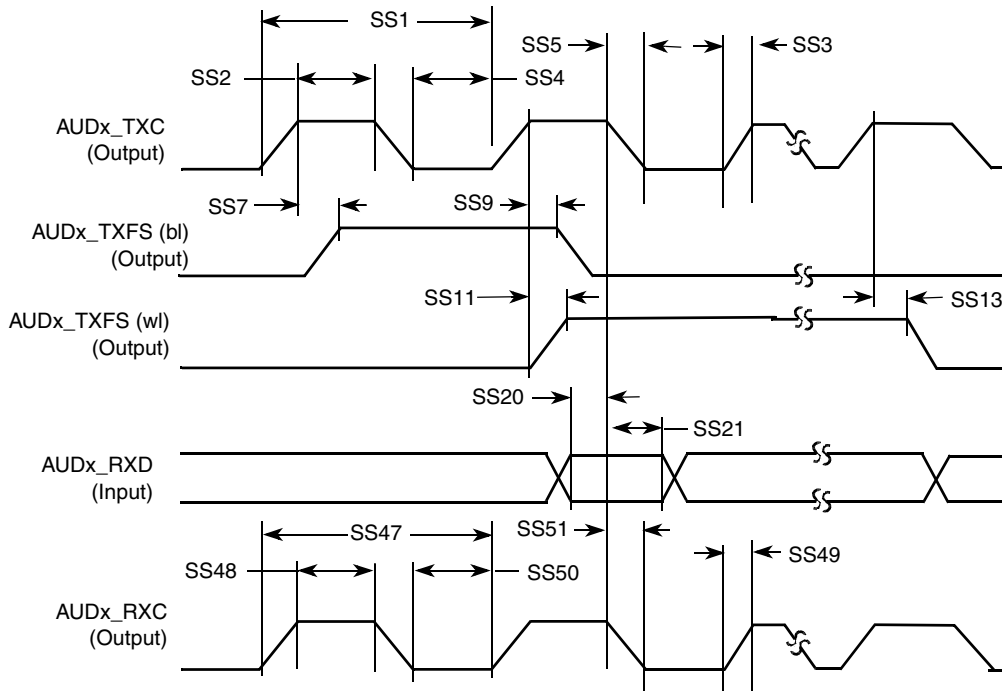 SS1
SS5
SS3
SS2
SS4
AUDx_TXC
(Output)
SS7
SS9
AUDx_TXFS (bl)
(Output)
SS11
SS13
AUDx_TXFS (wl)
(Output)
SS20
SS21
AUDx_RXD
(Input)
SS47
SS51
SS49
SS48
SS50
AUDx_RXC
(Output)